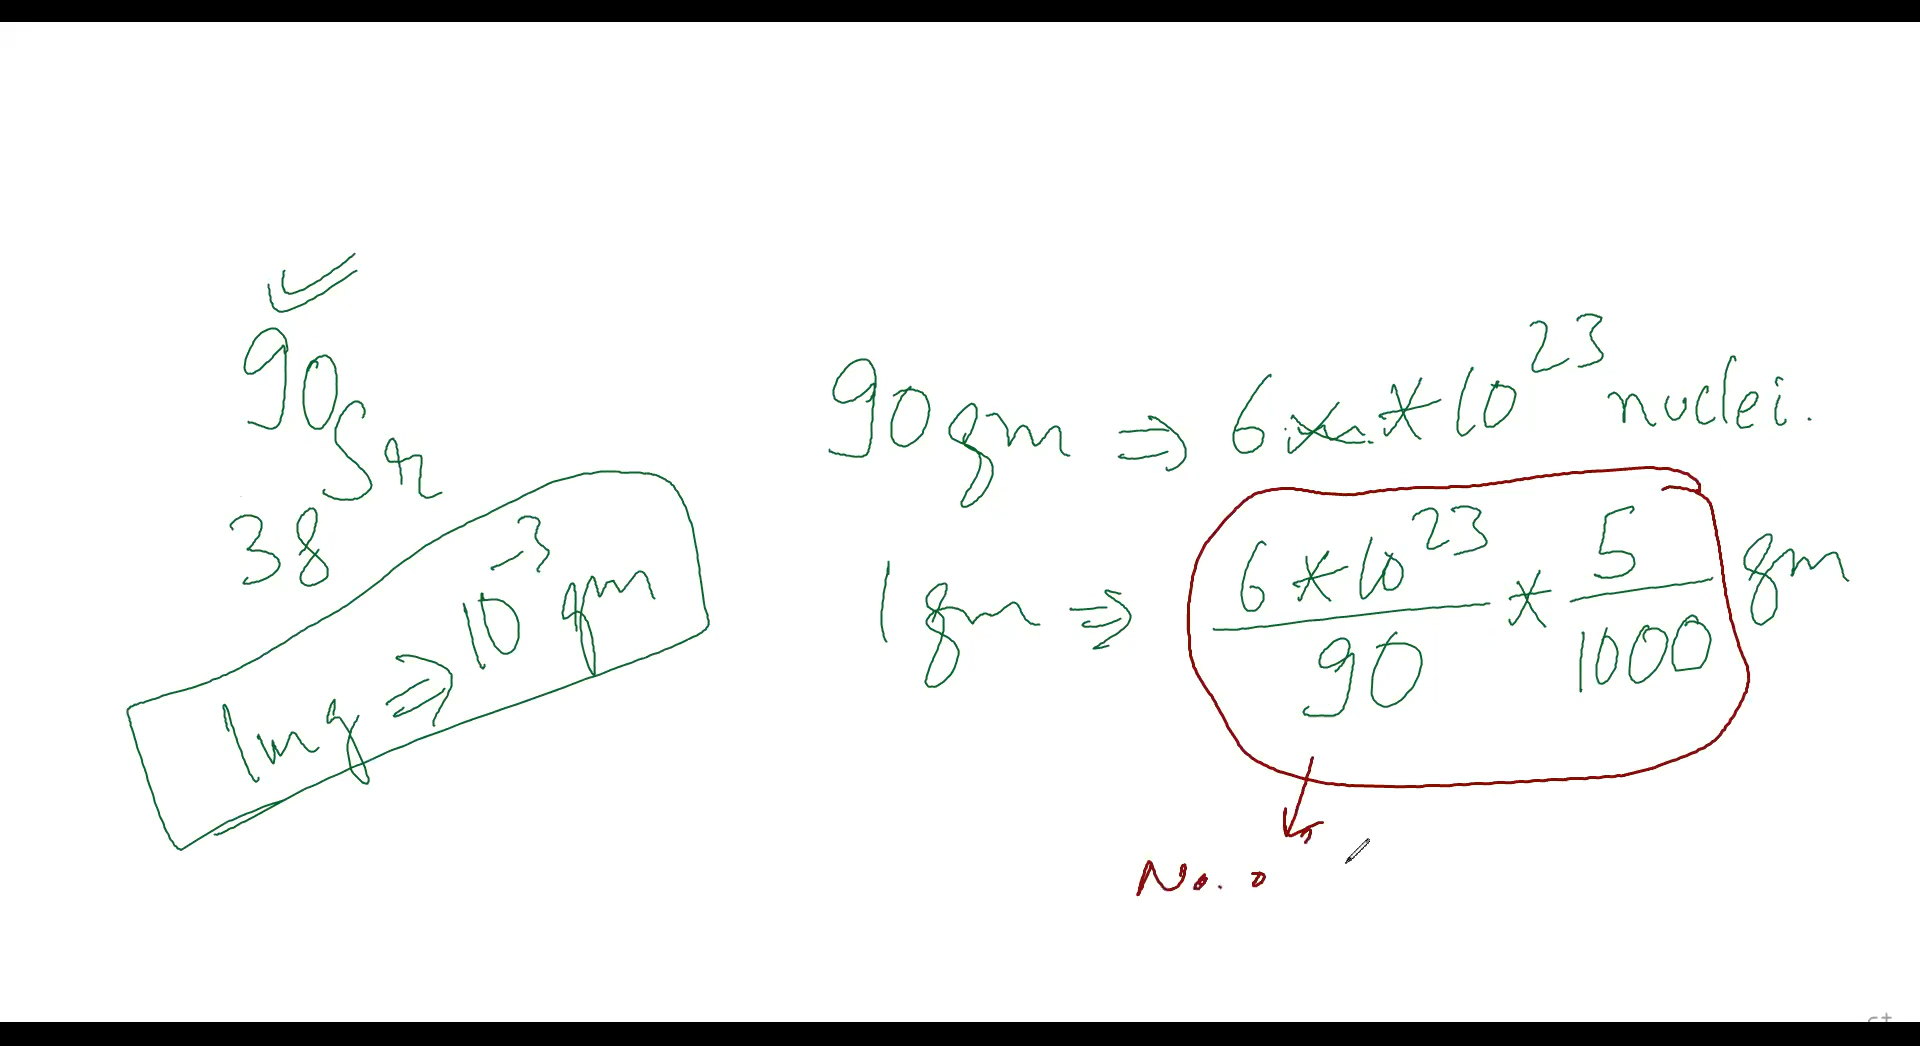 90
Sr
38
1mg ⇒ 10^-3 gm
90gm ⇒ 6 * 10^23 nuclei.
1gm ⇒ 6*10^23/90 * 5/1000 gm
No. o